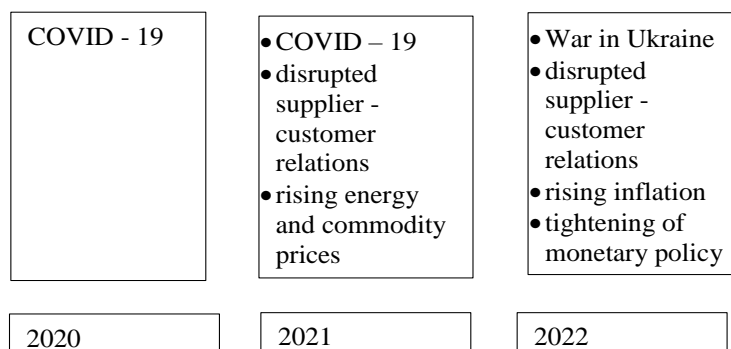 COVID - 19
• COVID – 19
• disrupted
supplier -
customer
relations
• rising energy
and commodity
prices
• War in Ukraine
• disrupted
supplier -
customer
relations
• rising inflation
• tightening of
monetary policy
2020
2021
2022